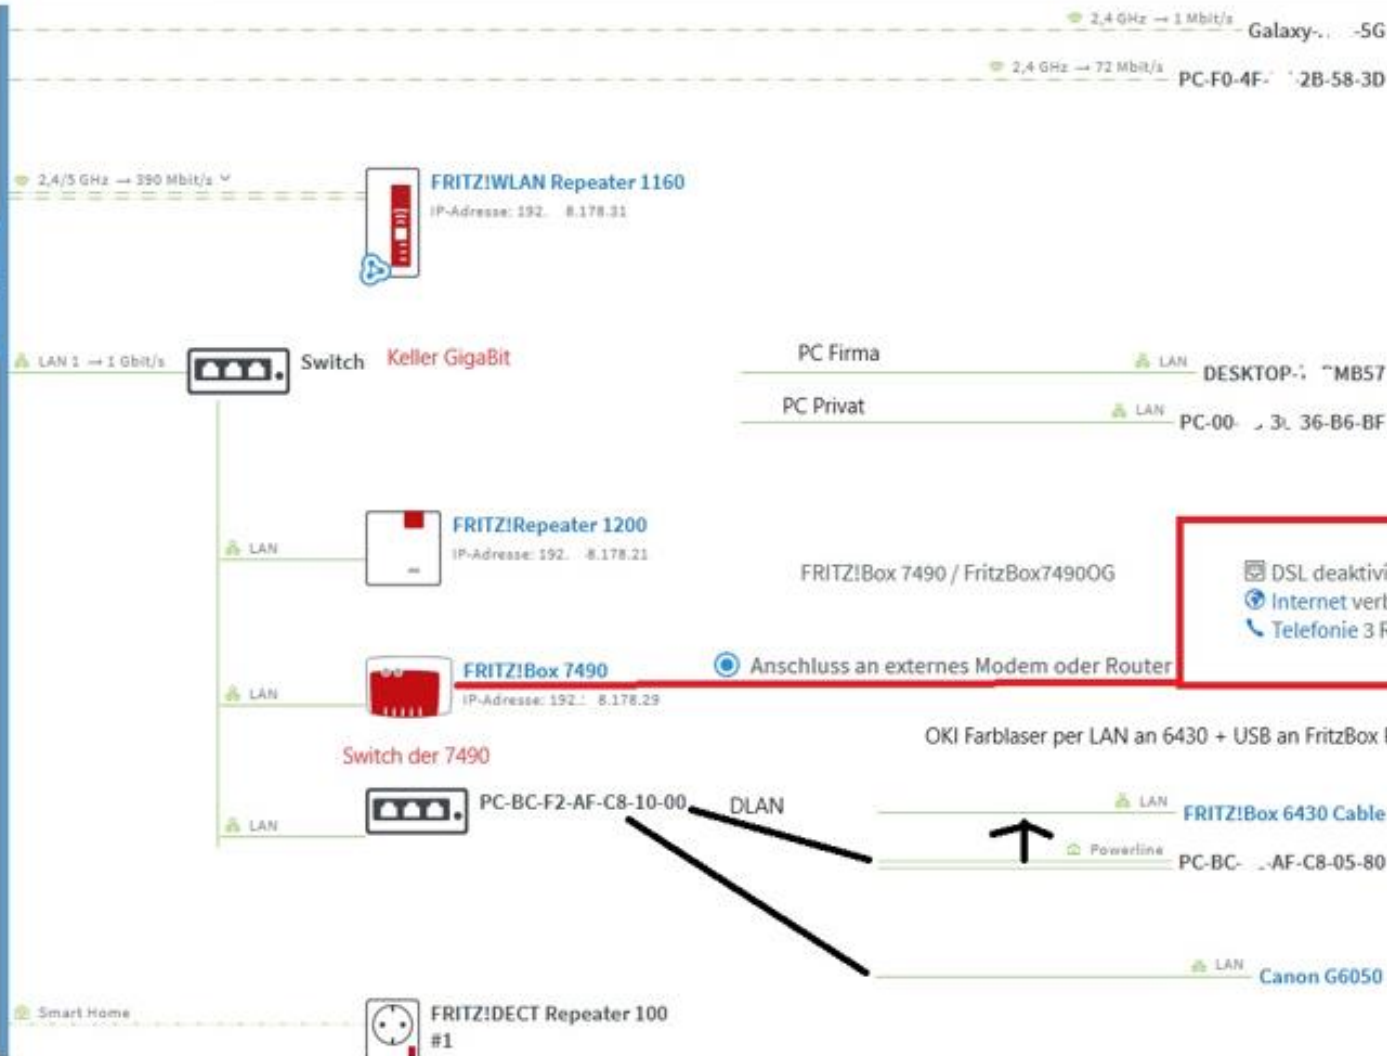 2,4 GHz → 1 Mbit/s
Galaxy-.. -5G
2,4 GHz → 72 Mbit/s
PC-F0-4F- -2B-58-3D
2,4/5 GHz → 390 Mbit/s
FRITZ!WLAN Repeater 1160
IP-Adresse: 192. 8.178.31
LAN 1 → 1 Gbit/s
Switch
Keller GigaBit
PC Firma
LAN
DESKTOP- MB57
PC Privat
LAN
PC-00- 36-B6-BF
FRITZ!Repeater 1200
LAN
IP-Adresse: 192. 8.178.21
FRITZ!Box 7490 / FritzBox7490OG
DSL deaktivi
Internet verb
Telefonie 3 R
FRITZ!Box 7490
Anschluss an externes Modem oder Router
LAN
IP-Adresse: 192. 8.178.29
OKI Farblaser per LAN an 6430 + USB an FritzBox
Switch der 7490
PC-BC-F2-AF-C8-10-00
DLAN
LAN
FRITZ!Box 6430 Cable
LAN
Powerline
PC-BC- -AF-C8-05-80
LAN
Canon G6050
Smart Home
FRITZ!DECT Repeater 100
#1